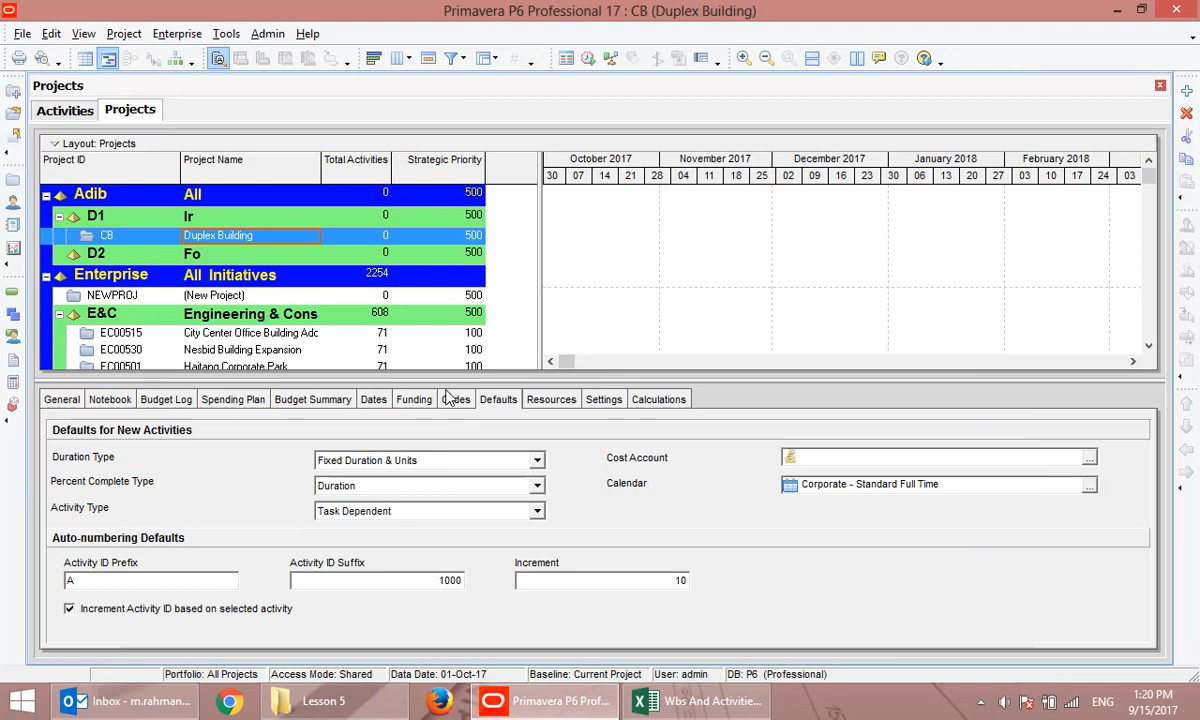 Primavera P6 Professional 17 : CB (Duplex Building)
File Edit View Project Enterprise Tools Admin Help
Projects
Activities Projects
Layout: Projects
Project ID Project Name Total Activities Strategic Priority
October 2017 November 2017 December 2017 January 2018 February 2018
30 07 14 21 28 04 11 18 25 02 09 16 23 30 06 13 20 27 03 10 17 24 03
Adib All 0 500
D1 Ir 0 500
CB Duplex Building 0 500
D2 Fo 0 500
Enterprise All Initiatives 2254
NEWPROJ (New Project) 0 500
E&C Engineering & Cons 608 500
EC00515 City Center Office Building Adc 71 100
EC00530 Nesbid Building Expansion 71 100
EC00501 Haitang Corporate Park 71 100
General Notebook Budget Log Spending Plan Budget Summary Dates Funding Codes Defaults Resources Settings Calculations
Defaults for New Activities
Duration Type Fixed Duration & Units Cost Account
Percent Complete Type Duration Calendar Corporate - Standard Full Time
Activity Type Task Dependent
Auto-numbering Defaults
Activity ID Prefix Activity ID Suffix Increment
A 1000 10
Increment Activity ID based on selected activity
Portfolio: All Projects Access Mode: Shared Data Date: 01-Oct-17 Baseline: Current Project User: admin DB: P6 (Professional)
Inbox - m.rahman... Lesson 5 Primavera P6 Prof... Wbs And Activitie... ENG 1:20 PM
9/15/2017